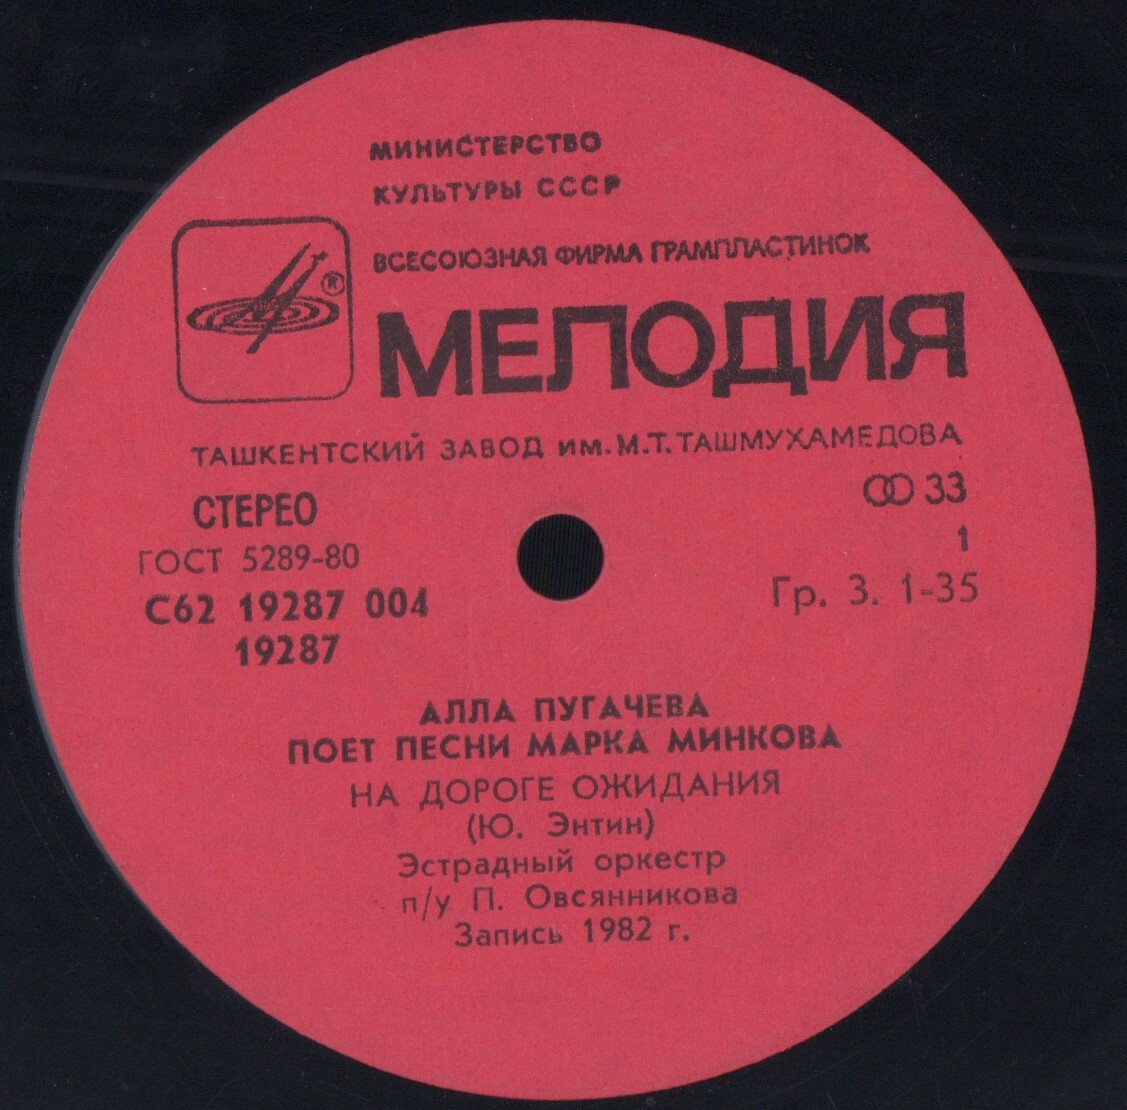 МИНИСТЕРСТВО
КУЛЬТУРЫ СССР
ВСЕСОЮЗНАЯ ФИРМА ГРАМПЛАСТИНОК
®
МЕЛОДИЯ
ТАШКЕНТСКИЙ ЗАВОД им. М.Т. ТАШМУХАМЕДОВА
СТЕРЕО
33
ГОСТ 5289-80
1
С62 19287 004
Гр. 3. 1-35
19287
АЛЛА ПУГАЧЕВА
ПОЕТ ПЕСНИ МАРКА МИНКОВА
НА ДОРОГЕ ОЖИДАНИЯ
(Ю. Энтин)
Эстрадный оркестр
п/у П. Овсянникова
Запись 1982 г.